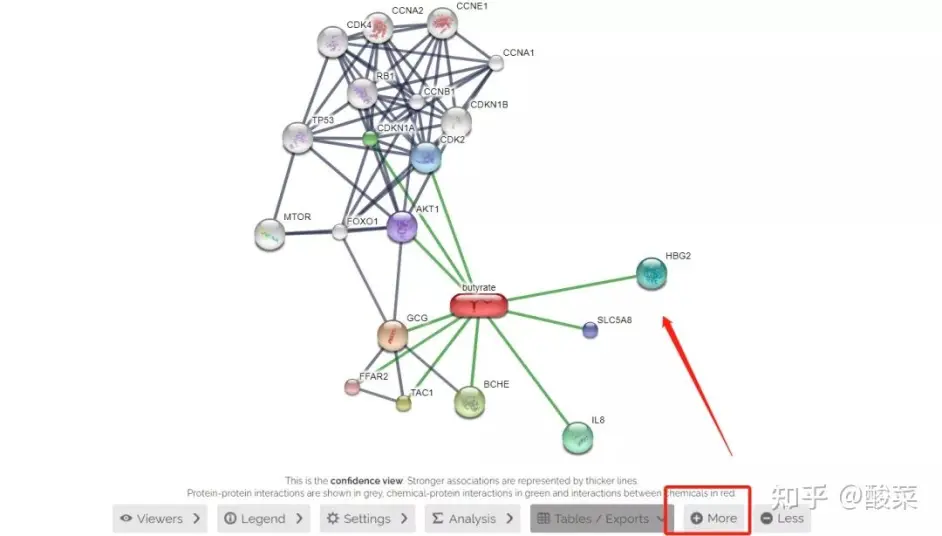 CCNA2
CCNE1
CDK4
CCNA1
RB1
CCNB1
CDKN1B
TP53
CDKN1A
CDK2
AKT1
MTOR
FOXO1
HBG2
butyrate
GCG
SLC5A8
FFAR2
TAC1
BCHE
IL8
This is the confidence view. Stronger associations are represented by thicker lines.
Protein-protein interactions are shown in grey, chemical-protein interactions in green and interactions between chemicals in red.
知乎 @酸菜
Viewers Legend Settings Analysis Tables / Exports More Less